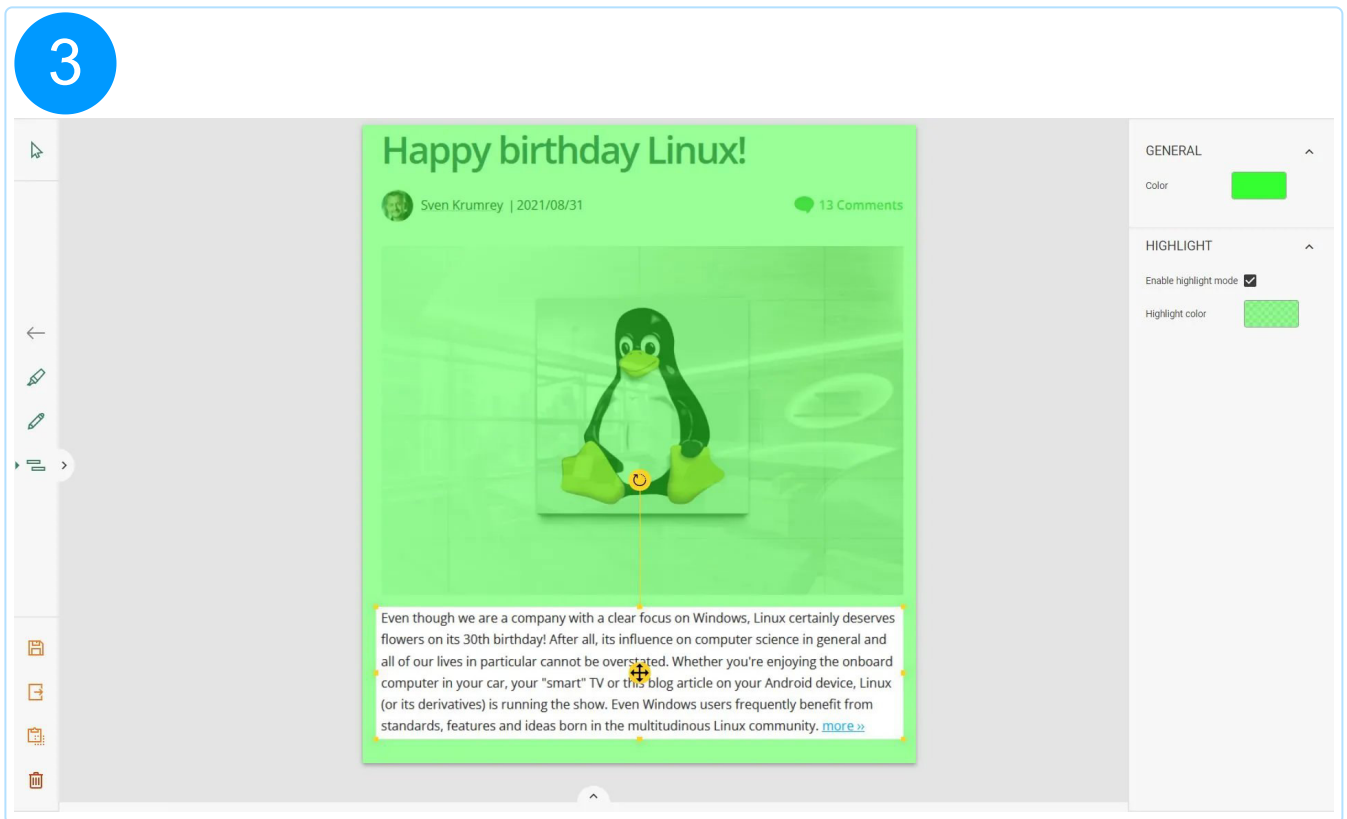 3
Happy birthday Linux!
Sven Krumrey | 2021/08/31
13 Comments
Even though we are a company with a clear focus on Windows, Linux certainly deserves
flowers on its 30th birthday! After all, its influence on computer science in general and
all of our lives in particular cannot be overstated. Whether you're enjoying the onboard
computer in your car, your "smart" TV or this blog article on your Android device, Linux
(or its derivatives) is running the show. Even Windows users frequently benefit from
standards, features and ideas born in the multitudinous Linux community. more »
GENERAL
Color
HIGHLIGHT
Enable highlight mode
Highlight color